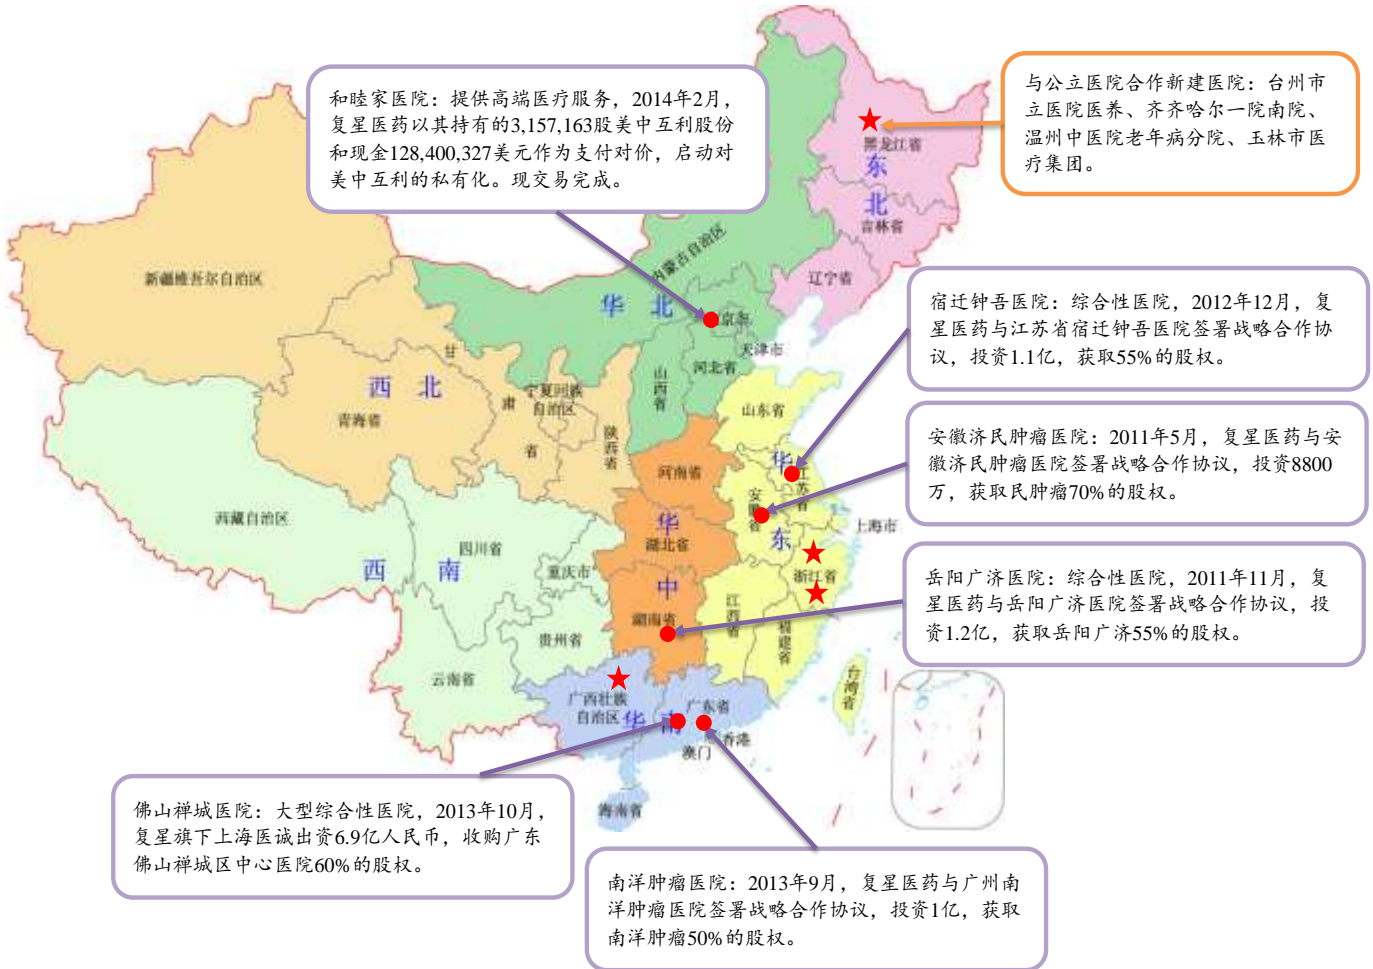 和睦家医院：提供高端医疗服务，2014年2月，
复星医药以其持有的3,157,163股美中互利股份
和现金128,400,327美元作为支付对价，启动对
美中互利的私有化。现交易完成。
与公立医院合作新建医院：台州市
立医院医养、齐齐哈尔一院南院、
温州中医院老年病分院、玉林市医
疗集团。
黑龙江省
东
北
吉林省
辽宁省
内蒙古自治区
新疆维吾尔自治区
华 北
京
天津市
河北省
山西省
宿迁钟吾医院：综合性医院，2012年12月，复
星医药与江苏省宿迁钟吾医院签署战略合作协
议，投资1.1亿，获取55%的股权。
甘
肃
省
西 北
青海省
宁夏回族
自治区
陕西省
山东省
河南省
华
东
江苏省
安徽省
上海市
安徽济民肿瘤医院：2011年5月，复星医药与安
徽济民肿瘤医院签署战略合作协议，投资8800
万，获取民肿瘤70%的股权。
西藏自治区
四川省
西 南
重庆市
华
湖北省
中
湖南省
浙江省
江西省
福建省
岳阳广济医院：综合性医院，2011年11月，复
星医药与岳阳广济医院签署战略合作协议，投
资1.2亿，获取岳阳广济55%的股权。
贵州省
云南省
广西壮族
自治区
广东省
华 南
香港
澳门
台湾省
海南省
佛山禅城医院：大型综合性医院，2013年10月，
复星旗下上海医诚出资6.9亿人民币，收购广东
佛山禅城区中心医院60%的股权。
南洋肿瘤医院：2013年9月，复星医药与广州南
洋肿瘤医院签署战略合作协议，投资1亿，获取
南洋肿瘤50%的股权。